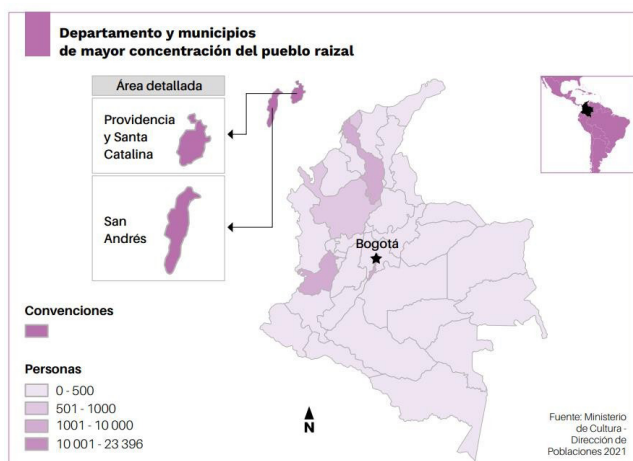 Departamento y municipios
de mayor concentración del pueblo raizal
Área detallada
Providencia
y Santa
Catalina
San
Andrés
Bogotá
Convenciones
Personas
0 - 500
501 - 1000
1001 - 10 000
10 001 - 23 396
N
Fuente: Ministerio
de Cultura -
Dirección de
Poblaciones 2021